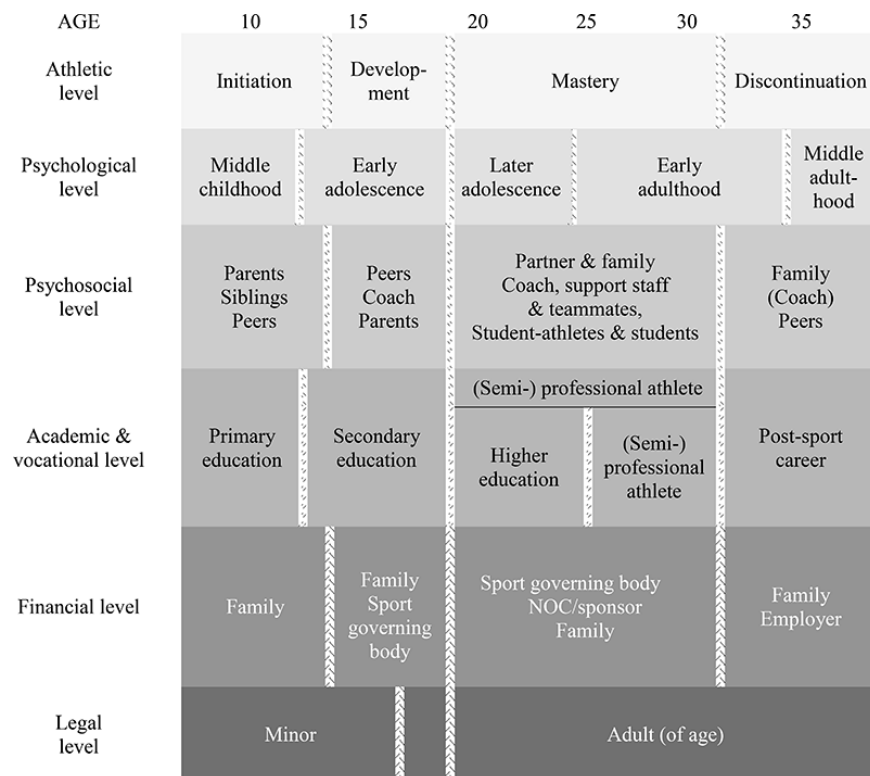 AGE 10 15 20 25 30 35
Athletic
level
Initiation
Develop-
ment
Mastery
Discontinuation
Psychological
level
Middle
childhood
Early
adolescence
Later
adolescence
Early
adulthood
Middle
adult-
hood
Psychosocial
level
Parents
Siblings
Peers
Peers
Coach
Parents
Partner & family
Coach, support staff
& teammates,
Student-athletes & students
Family
(Coach)
Peers
Academic &
vocational level
Primary
education
Secondary
education
(Semi-) professional athlete
Higher
education
(Semi-)
professional
athlete
Post-sport
career
Financial level
Family
Family
Sport
governing
body
Sport governing body
NOC/sponsor
Family
Family
Employer
Legal
level
Minor
Adult (of age)